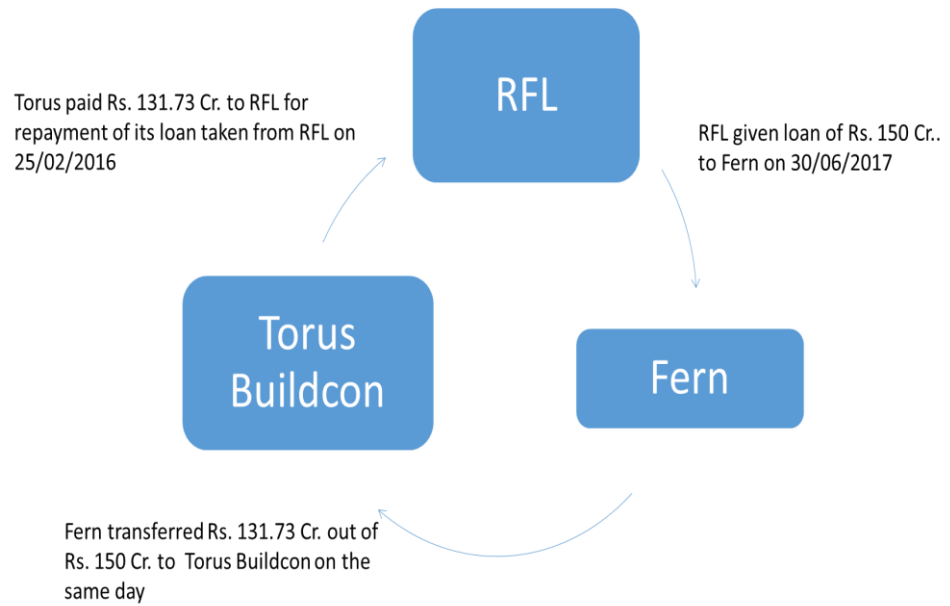 RFL
Torus paid Rs. 131.73 Cr. to RFL for
repayment of its loan taken from RFL on
25/02/2016
RFL given loan of Rs. 150 Cr..
to Fern on 30/06/2017
Torus
Buildcon
Fern
Fern transferred Rs. 131.73 Cr. out of
Rs. 150 Cr. to Torus Buildcon on the
same day